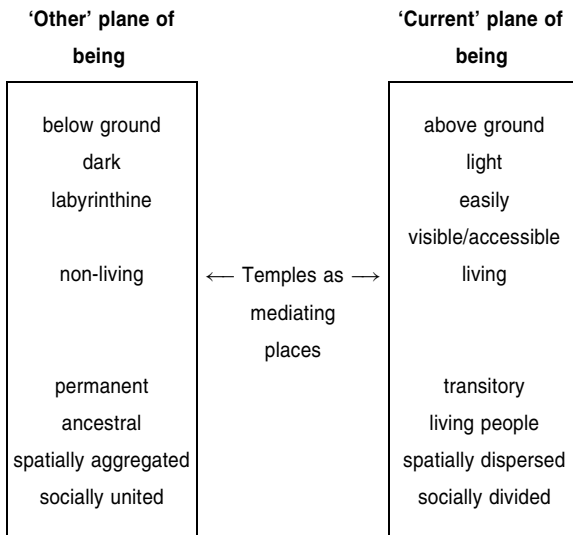 ‘Other’ plane of being
‘Current’ plane of being
below ground
above ground
dark
light
labyrinthine
easily visible/accessible
non-living
← Temples as mediating places →
living
permanent
transitory
ancestral
living people
spatially aggregated
spatially dispersed
socially united
socially divided